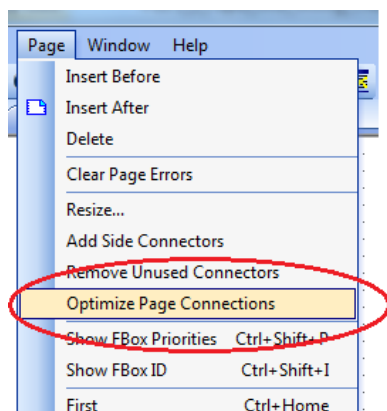 Page Window Help
Insert Before
Insert After
Delete
Clear Page Errors
Resize...
Add Side Connectors
Remove Unused Connectors
Optimize Page Connections
Show FBox Priorities Ctrl+Shift+P
Show FBox ID Ctrl+Shift+I
First Ctrl+Home